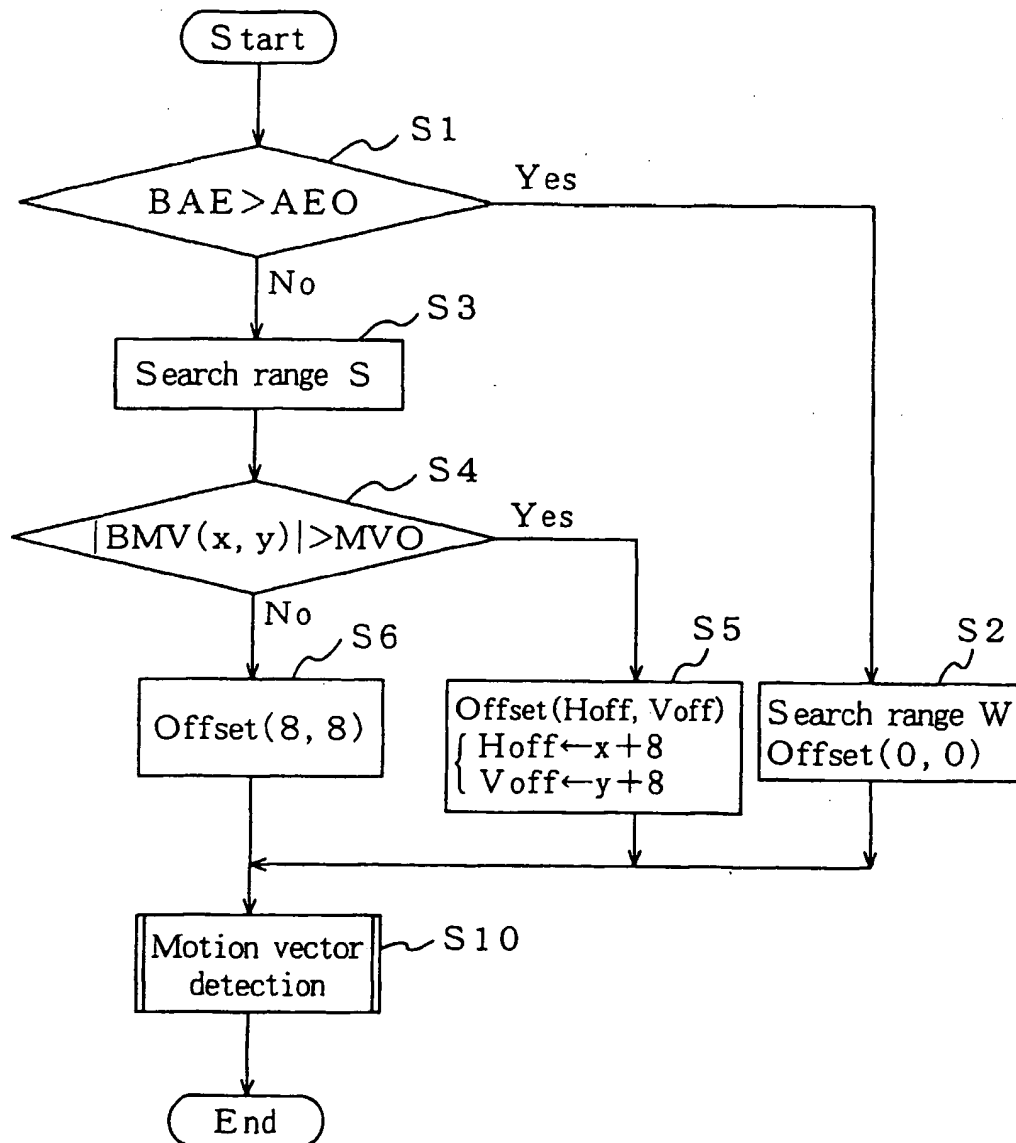 Start
S1
BAE>AEO
Yes
No
S3
Search range S
S4
|BMV(x, y)|>MVO
Yes
No
S6
Offset(8, 8)
S5
Offset(Hoff, Voff)
{ Hoff←x+8
Voff←y+8
S2
Search range W
Offset(0, 0)
Motion vector
detection
S10
End